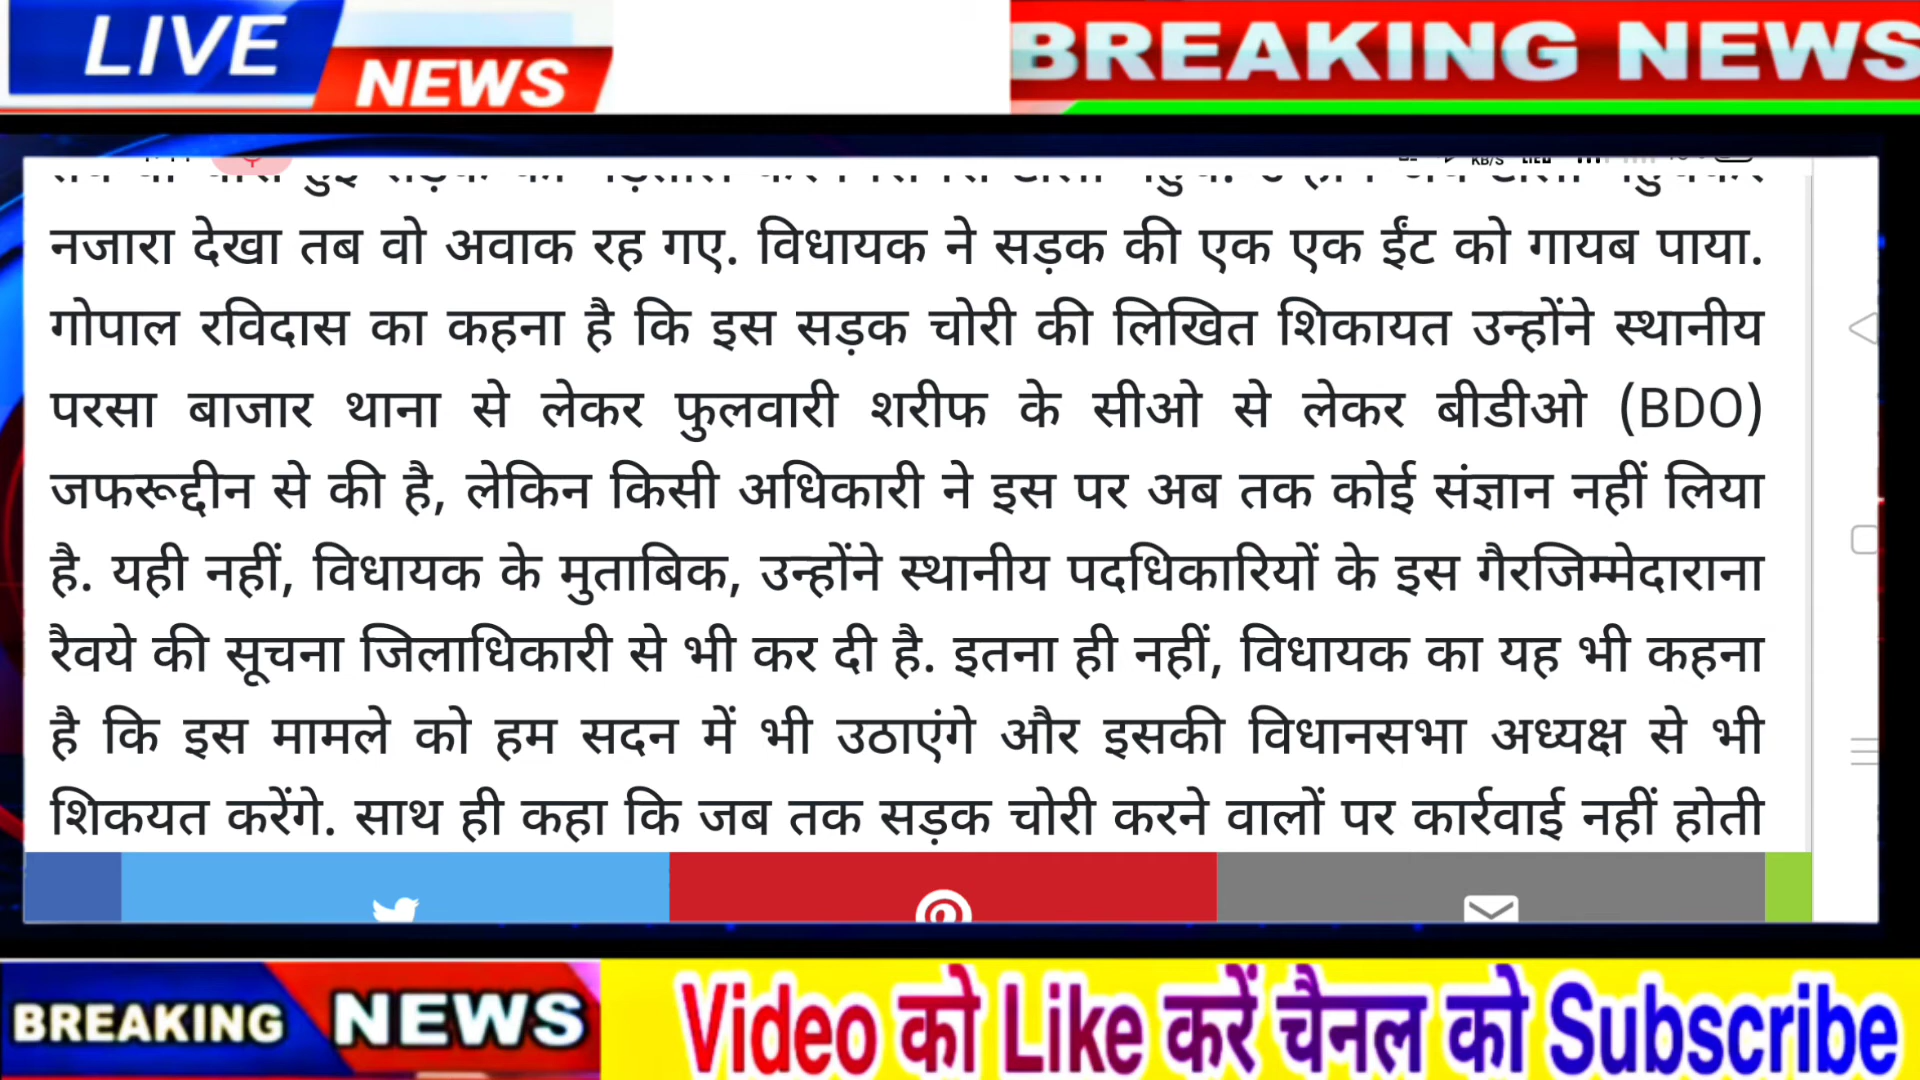 LIVE
NEWS
BREAKING NEWS
KB/S
नजारा देखा तब वो अवाक रह गए. विधायक ने सड़क की एक एक ईंट को गायब पाया.
गोपाल रविदास का कहना है कि इस सड़क चोरी की लिखित शिकायत उन्होंने स्थानीय
परसा बाजार थाना से लेकर फुलवारी शरीफ के सीओ से लेकर बीडीओ (BDO)
जफरूद्दीन से की है, लेकिन किसी अधिकारी ने इस पर अब तक कोई संज्ञान नहीं लिया
है. यही नहीं, विधायक के मुताबिक, उन्होंने स्थानीय पदधिकारियों के इस गैरजिम्मेदाराना
रैवये की सूचना जिलाधिकारी से भी कर दी है. इतना ही नहीं, विधायक का यह भी कहना
है कि इस मामले को हम सदन में भी उठाएंगे और इसकी विधानसभा अध्यक्ष से भी
शिकयत करेंगे. साथ ही कहा कि जब तक सड़क चोरी करने वालों पर कार्रवाई नहीं होती
BREAKING NEWS
Video को Like करें चैनल को Subscribe